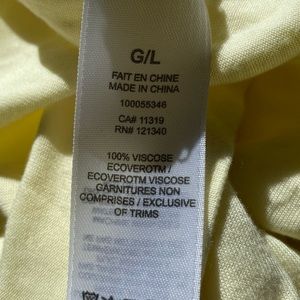 G/L
FAIT EN CHINE
MADE IN CHINA
100055346
CA# 11319
RN# 121340
100% VISCOSE
ECOVEROTM /
ECOVEROTM VISCOSE
GARNITURES NON
COMPRISES / EXCLUSIVE
OF TRIMS